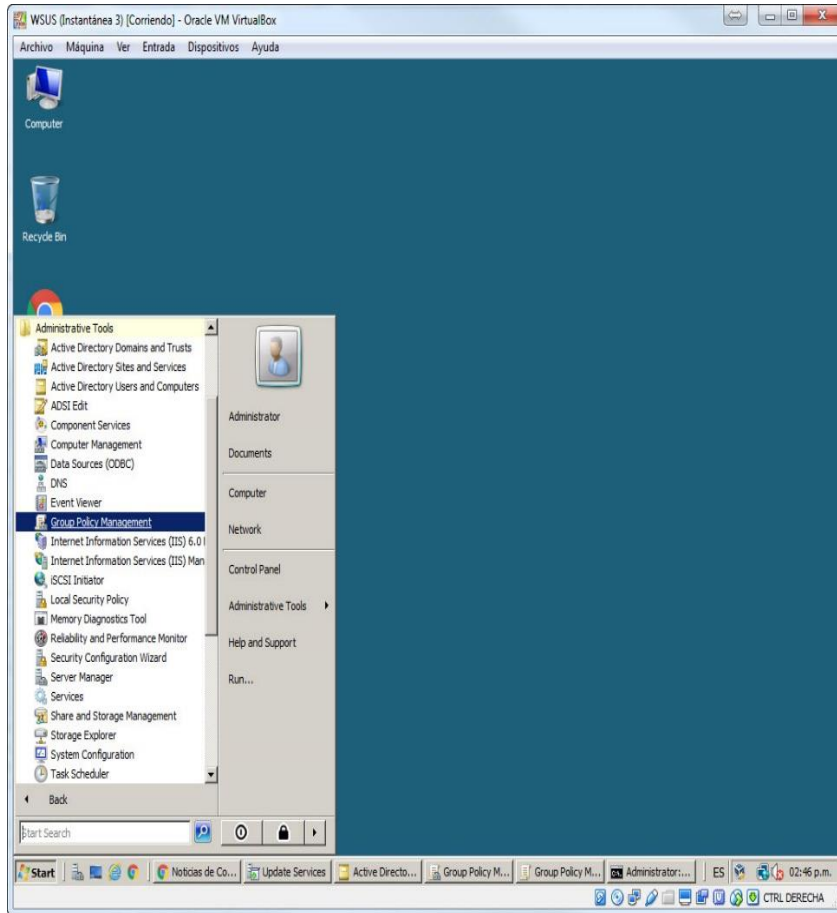 WSUS (Instantánea 3) [Corriendo] - Oracle VM VirtualBox
Archivo Máquina Ver Entrada Dispositivos Ayuda
Computer
Recycle Bin
Administrative Tools
Active Directory Domains and Trusts
Active Directory Sites and Services
Active Directory Users and Computers
ADSI Edit
Component Services
Computer Management
Data Sources (ODBC)
DNS
Event Viewer
Group Policy Management
Internet Information Services (IIS) 6.0
Internet Information Services (IIS) Man
iSCSI Initiator
Local Security Policy
Memory Diagnostics Tool
Reliability and Performance Monitor
Security Configuration Wizard
Server Manager
Services
Share and Storage Management
Storage Explorer
System Configuration
Task Scheduler
Back
Start Search
Administrator
Documents
Computer
Network
Control Panel
Administrative Tools
Help and Support
Run...
Start Noticias de Co... Update Services Active Directo... Group Policy M... Group Policy M... Administrator:... ES 02:46 p.m.
CTRL DERECHA